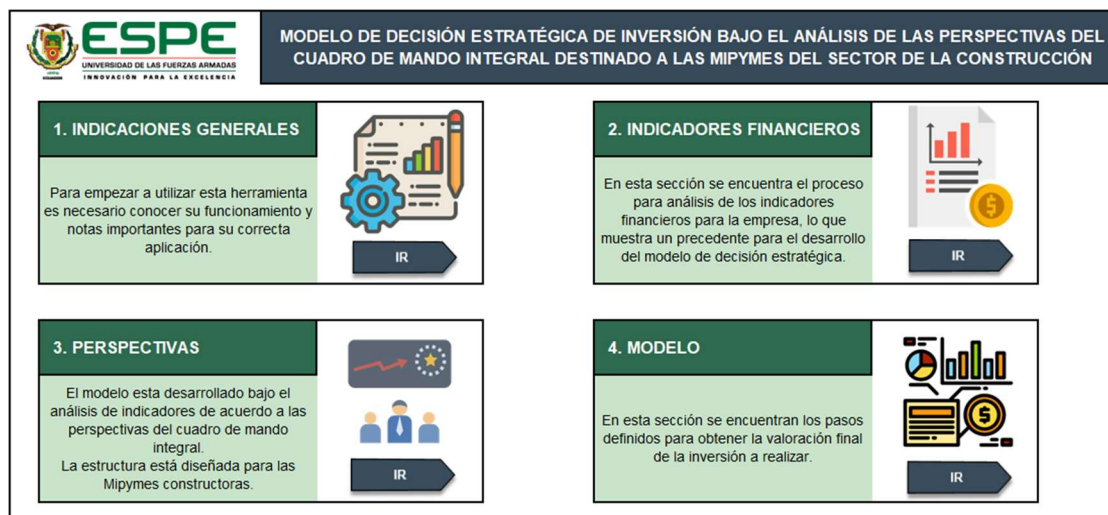 ESPE
UNIVERSIDAD DE LAS FUERZAS ARMADAS
INNOVACIÓN PARA LA EXCELENCIA
MODELO DE DECISIÓN ESTRATÉGICA DE INVERSIÓN BAJO EL ANÁLISIS DE LAS PERSPECTIVAS DEL
CUADRO DE MANDO INTEGRAL DESTINADO A LAS MIPYMES DEL SECTOR DE LA CONSTRUCCIÓN
1. INDICACIONES GENERALES
Para empezar a utilizar esta herramienta
es necesario conocer su funcionamiento y
notas importantes para su correcta
aplicación.
IR
2. INDICADORES FINANCIEROS
En esta sección se encuentra el proceso
para análisis de los indicadores
financieros para la empresa, lo que
muestra un precedente para el desarrollo
del modelo de decisión estratégica.
IR
3. PERSPECTIVAS
El modelo esta desarrollado bajo el
análisis de indicadores de acuerdo a las
perspectivas del cuadro de mando
integral.
La estructura está diseñada para las
Mipymes constructoras.
IR
4. MODELO
En esta sección se encuentran los pasos
definidos para obtener la valoración final
de la inversión a realizar.
IR